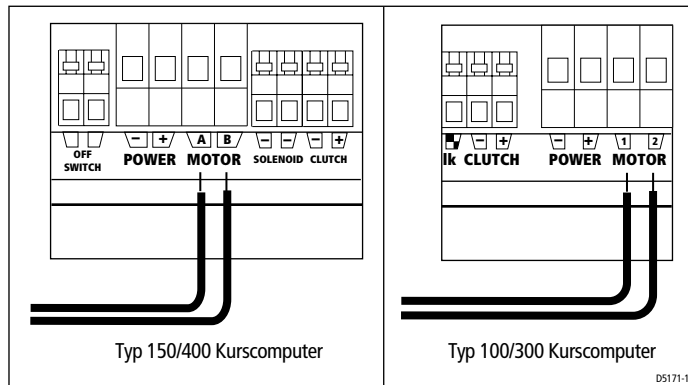 − + A B − − − +
OFF SWITCH POWER MOTOR SOLENOID CLUTCH
Typ 150/400 Kurscomputer
− + − + 1 2
lk CLUTCH POWER MOTOR
Typ 100/300 Kurscomputer
D5171-1